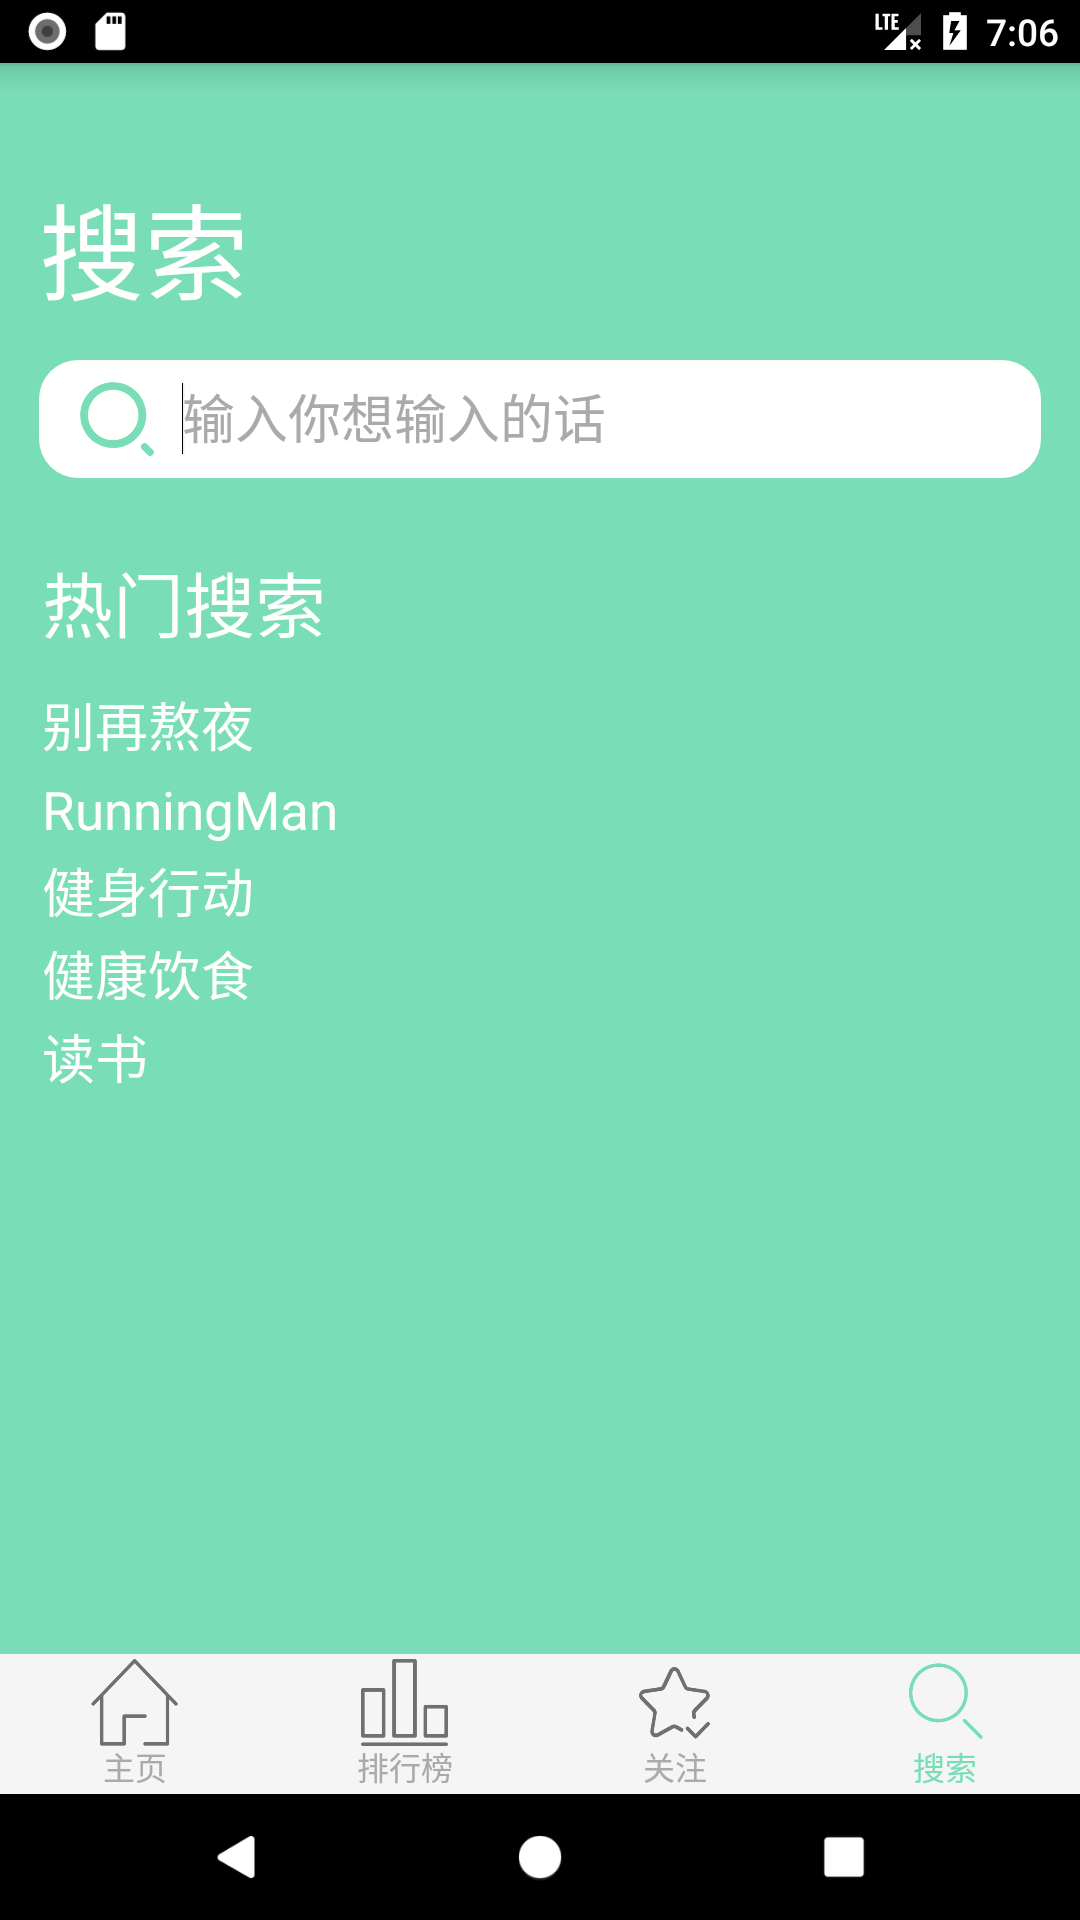 LTE 7:06
搜索
输入你想输入的话
热门搜索
别再熬夜
RunningMan
健身行动
健康饮食
读书
主页 排行榜 关注 搜索